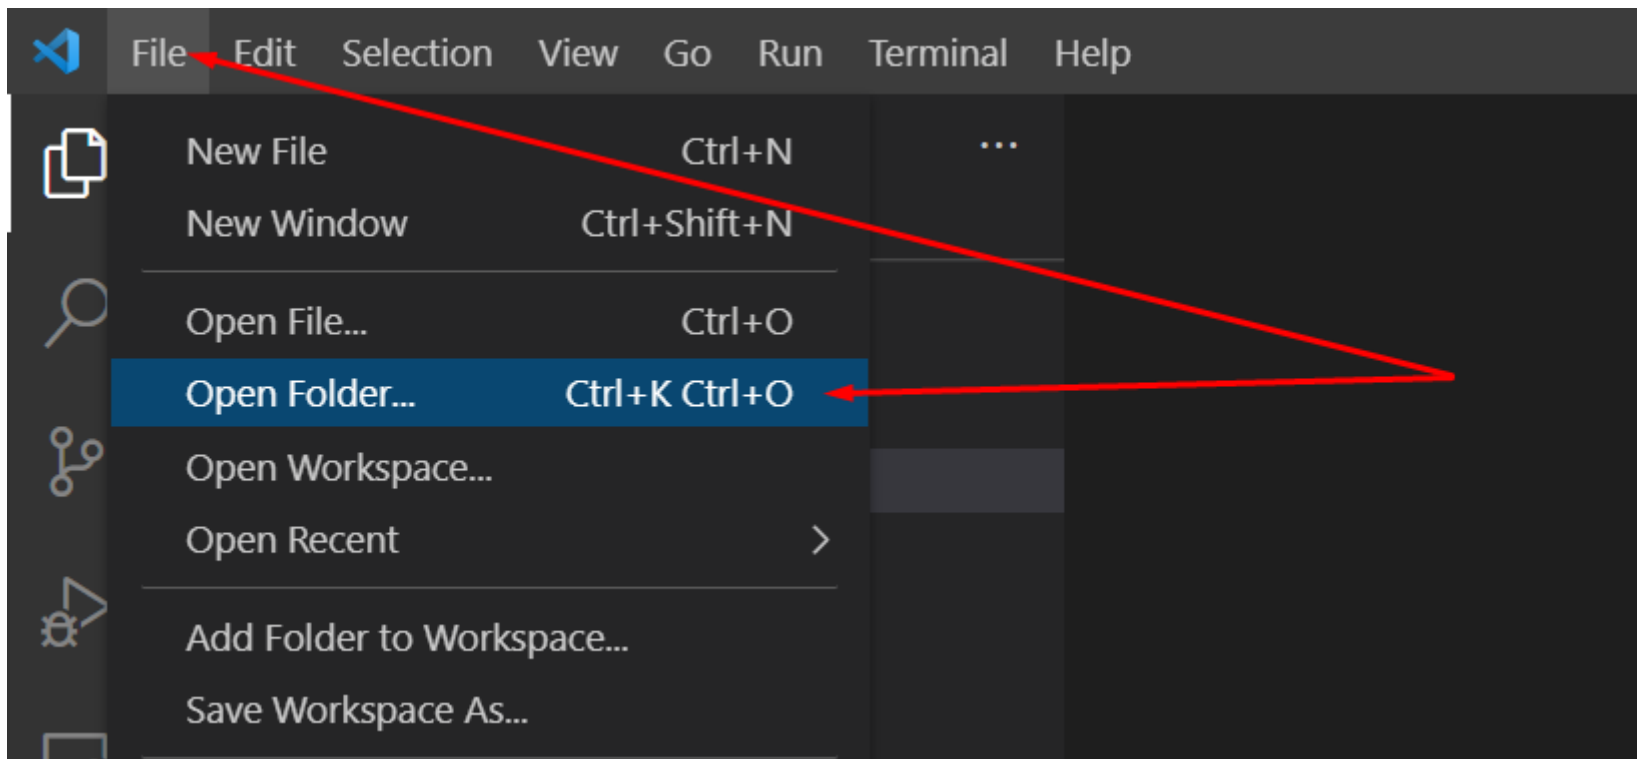 File Edit Selection View Go Run Terminal Help
New File Ctrl+N
New Window Ctrl+Shift+N
Open File... Ctrl+O
Open Folder... Ctrl+K Ctrl+O
Open Workspace...
Open Recent
Add Folder to Workspace...
Save Workspace As...